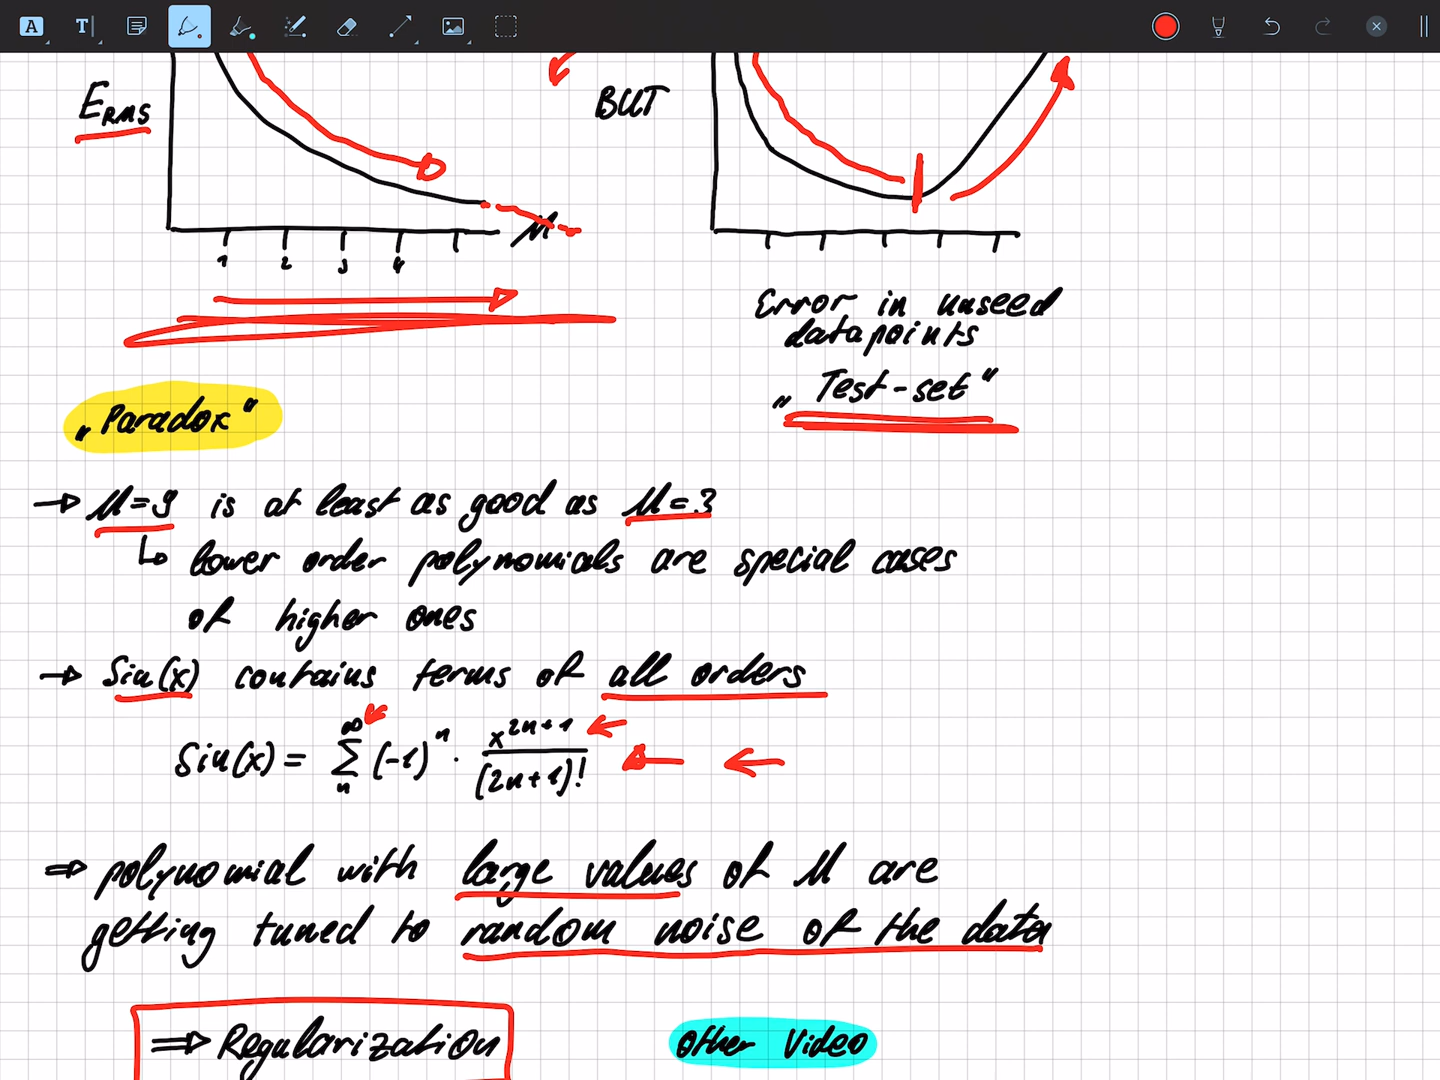 A T
E_RMS
BUT
M
1 2 3 4
Error in unseed
datapoints
„Test-set"
„Paradox"
→ M=9 is at least as good as M=3
↳ lower order polynomials are special cases
of higher ones
→ Sin(x) contains terms of all orders
Sin(x) = ∑_n^∞ (-1)^n · x^{2n+1} / (2n+1)!
⇒ polynomial with large values of M are
getting tuned to random noise of the data
⇒ Regularization
Other Video